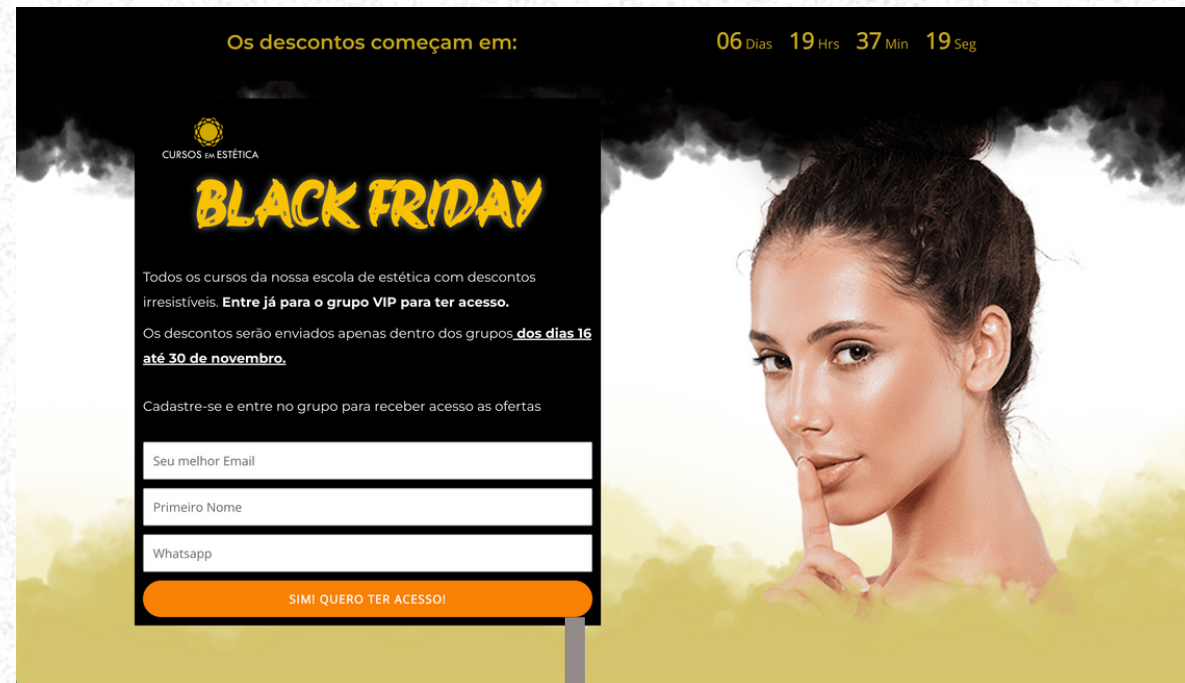 Os descontos começam em:
06 Dias 19 Hrs 37 Min 19 Seg
CURSOS EM ESTÉTICA
BLACK FRIDAY
Todos os cursos da nossa escola de estética com descontos
irresistíveis. Entre já para o grupo VIP para ter acesso.
Os descontos serão enviados apenas dentro dos grupos dos dias 16
até 30 de novembro.
Cadastre-se e entre no grupo para receber acesso as ofertas
Seu melhor Email
Primeiro Nome
Whatsapp
SIM! QUERO TER ACESSO!